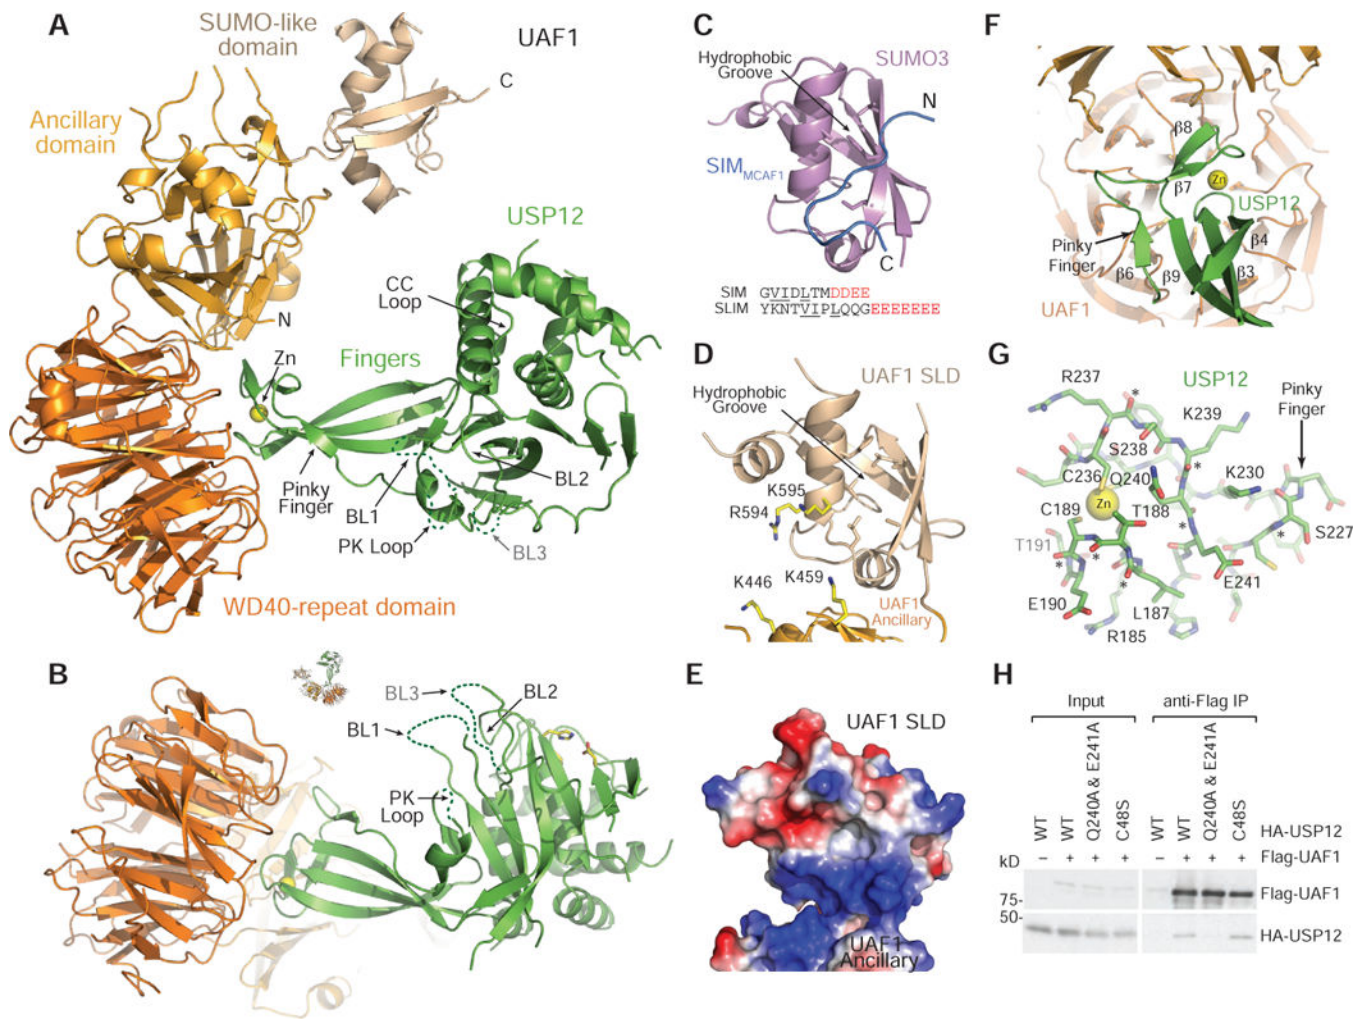 A
SUMO-like
domain
UAF1
C
Ancillary
domain
USP12
CC
Loop
N
Zn
Fingers
Pinky
Finger
BL1
PK Loop
BL2
BL3
WD40-repeat domain
B
BL3
BL2
BL1
PK
Loop
C
Hydrophobic
Groove
SUMO3
N
SIM MCAF1
C
SIM GVIDLTMDDEE
SLIM YKNTVIPLQQGEEEEEEE
D
UAF1 SLD
Hydrophobic
Groove
K595
R594
K446
K459
UAF1
Ancillary
E
UAF1 SLD
UAF1
Ancillary
F
β8
Zn
β7
USP12
Pinky
Finger
β4
β6
β9
β3
UAF1
G
R237
USP12
Pinky
Finger
*
K239
S238
C236
Q240
*
K230
Zn
C189
T188
T191
*
*
*
*
S227
*
E241
E190
L187
R185
H
Input
anti-Flag IP
WT
WT
Q240A & E241A
C48S
WT
WT
Q240A & E241A
C48S
HA-USP12
kD
– + + + – + + + Flag-UAF1
75-
Flag-UAF1
50-
HA-USP12